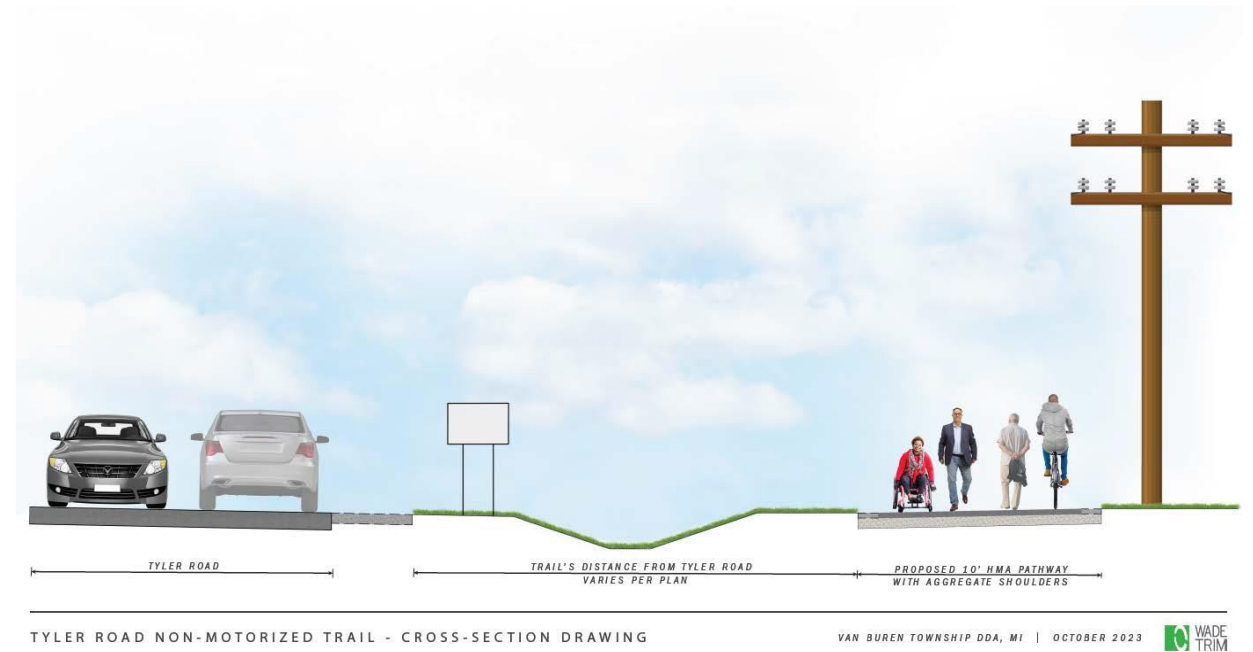 TYLER ROAD
TRAIL'S DISTANCE FROM TYLER ROAD
VARIES PER PLAN
PROPOSED 10' HMA PATHWAY
WITH AGGREGATE SHOULDERS
TYLER ROAD NON-MOTORIZED TRAIL - CROSS-SECTION DRAWING
VAN BUREN TOWNSHIP DDA, MI | OCTOBER 2023
WADE
TRIM